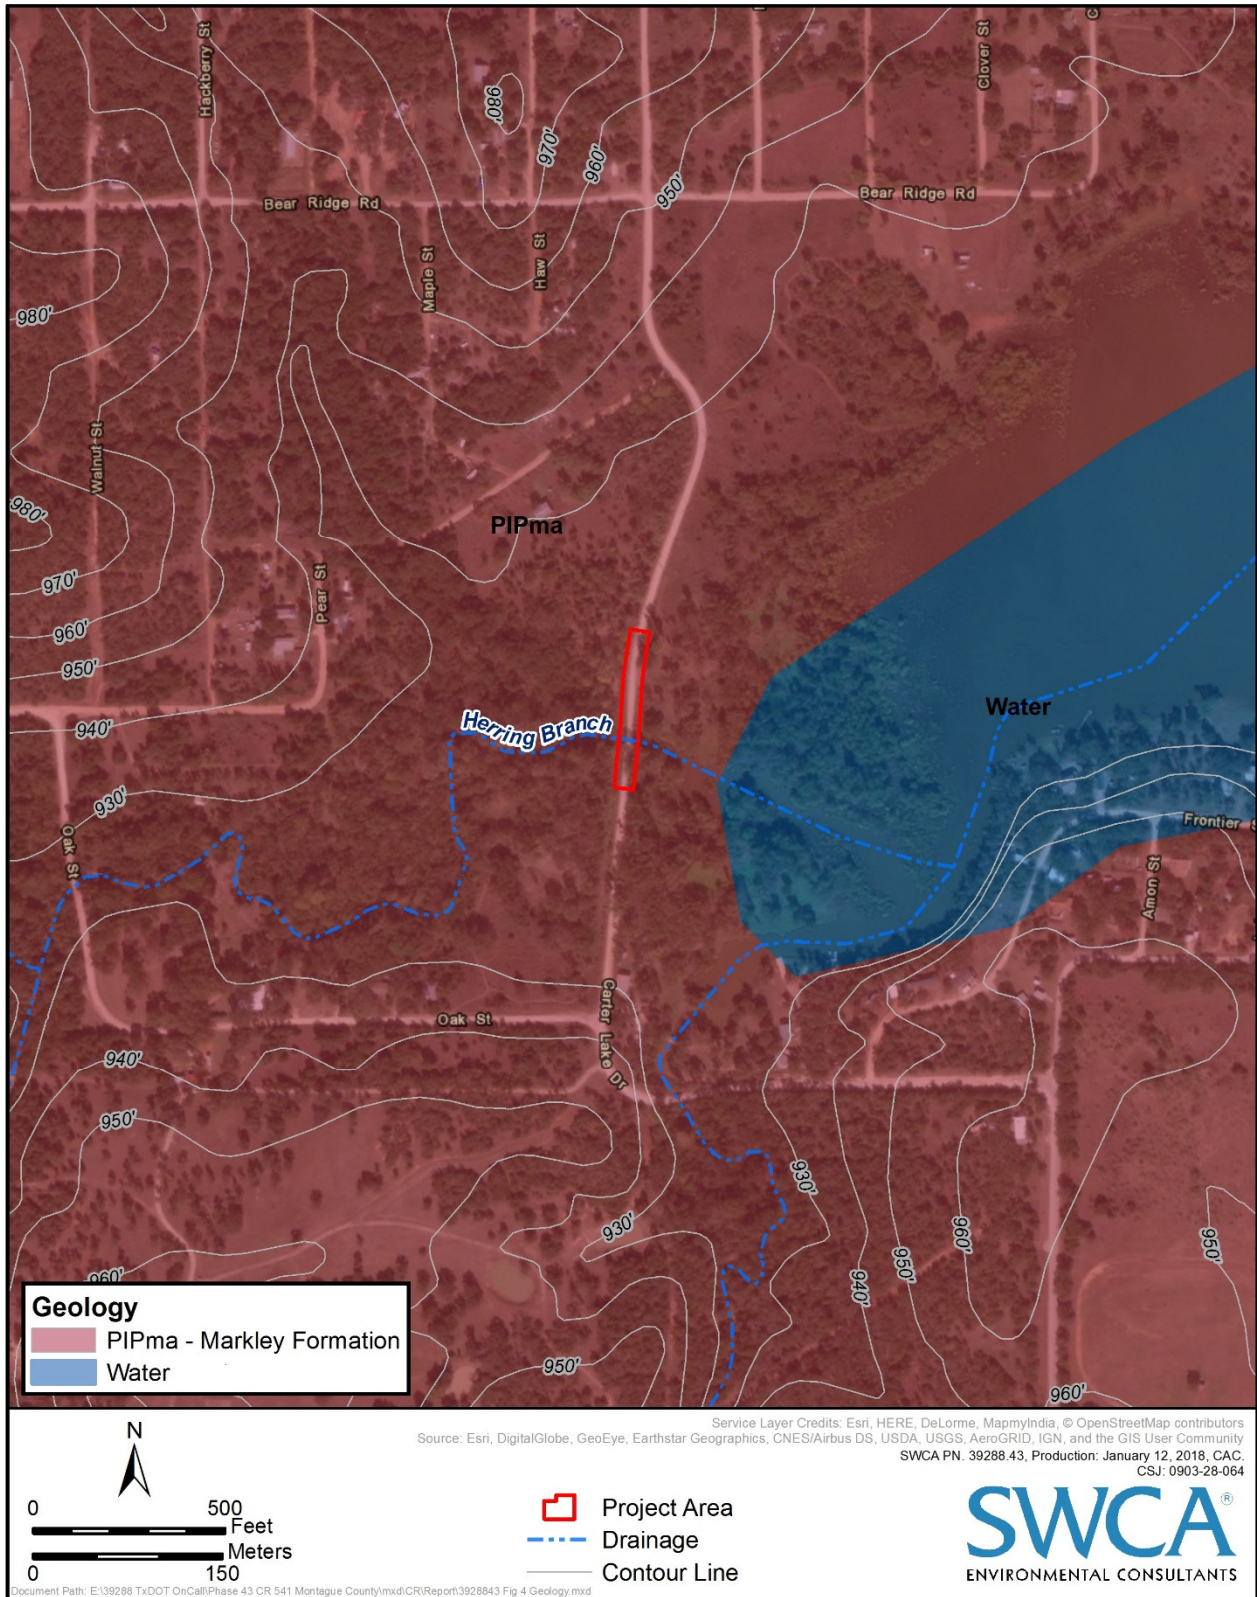 Hackberry St
980'
970'
960'
950'
Clover St
C
Bear Ridge Rd
Bear Ridge Rd
Maple St
Haw St
980'
Walnut St
980'
PIPma
970'
Pear St
960'
950'
940'
Herring Branch
Water
930'
Oak St
Frontier S
Amon St
Oak St
Carter Lake Dr
940'
950'
930'
930'
960'
950'
950'
940'
960'
950'
960'
Geology
PIPma - Markley Formation
Water
Service Layer Credits: Esri, HERE, DeLorme, MapmyIndia, © OpenStreetMap contributors
Source: Esri, DigitalGlobe, GeoEye, Earthstar Geographics, CNES/Airbus DS, USDA, USGS, AeroGRID, IGN, and the GIS User Community
SWCA PN. 39288.43, Production: January 12, 2018, CAC.
CSJ: 0903-28-064
N
0 500
Feet
Meters
0 150
Project Area
Drainage
Contour Line
SWCA®
ENVIRONMENTAL CONSULTANTS
Document Path: E:\39288 TxDOT OnCall\Phase 43 CR 541 Montague County\mxd\CR\Report\3928843 Fig 4 Geology.mxd